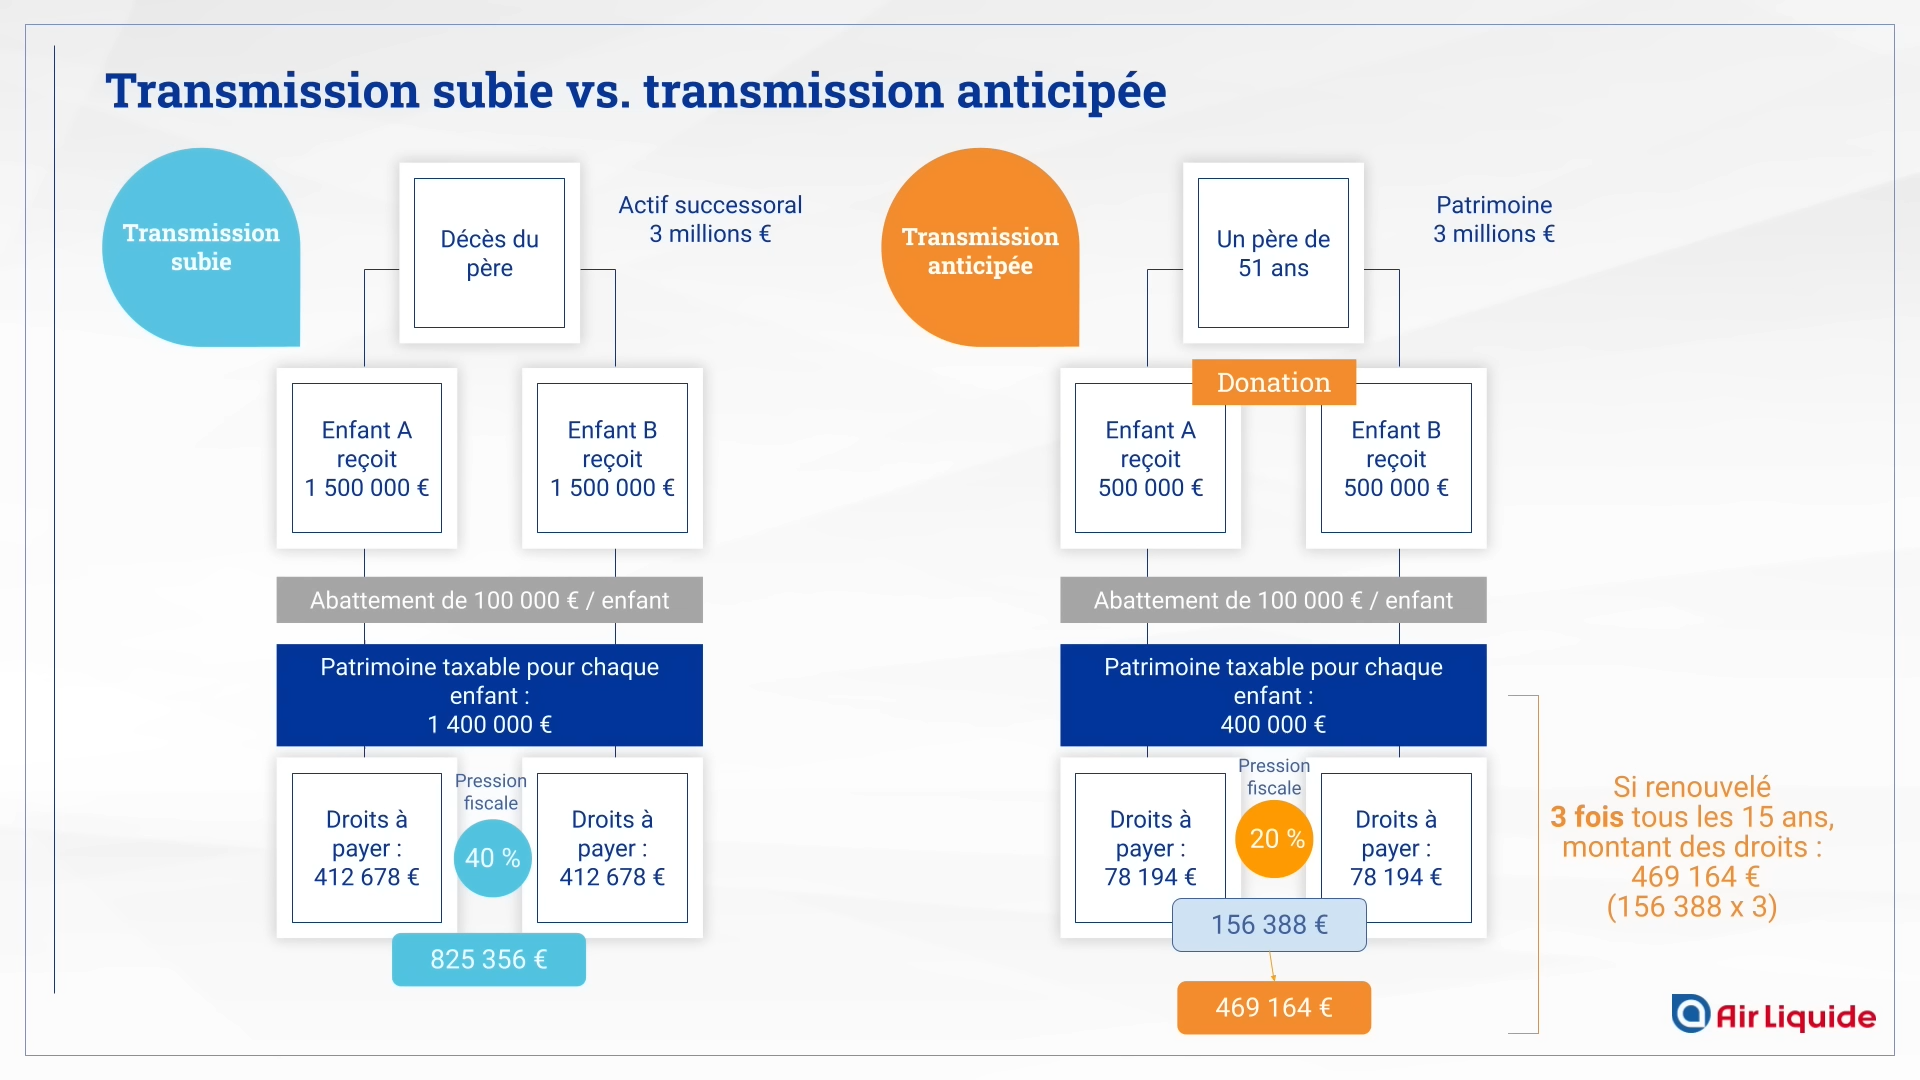 Transmission subie vs. transmission anticipée
Transmission
subie
Décès du
père
Actif successoral
3 millions €
Enfant A
reçoit
1 500 000 €
Enfant B
reçoit
1 500 000 €
Abattement de 100 000 € / enfant
Patrimoine taxable pour chaque
enfant :
1 400 000 €
Droits à
payer :
412 678 €
Pression
fiscale
40 %
Droits à
payer :
412 678 €
825 356 €
Transmission
anticipée
Un père de
51 ans
Patrimoine
3 millions €
Donation
Enfant A
reçoit
500 000 €
Enfant B
reçoit
500 000 €
Abattement de 100 000 € / enfant
Patrimoine taxable pour chaque
enfant :
400 000 €
Droits à
payer :
78 194 €
Pression
fiscale
20 %
Droits à
payer :
78 194 €
156 388 €
469 164 €
Si renouvelé
3 fois tous les 15 ans,
montant des droits :
469 164 €
(156 388 x 3)
Air Liquide